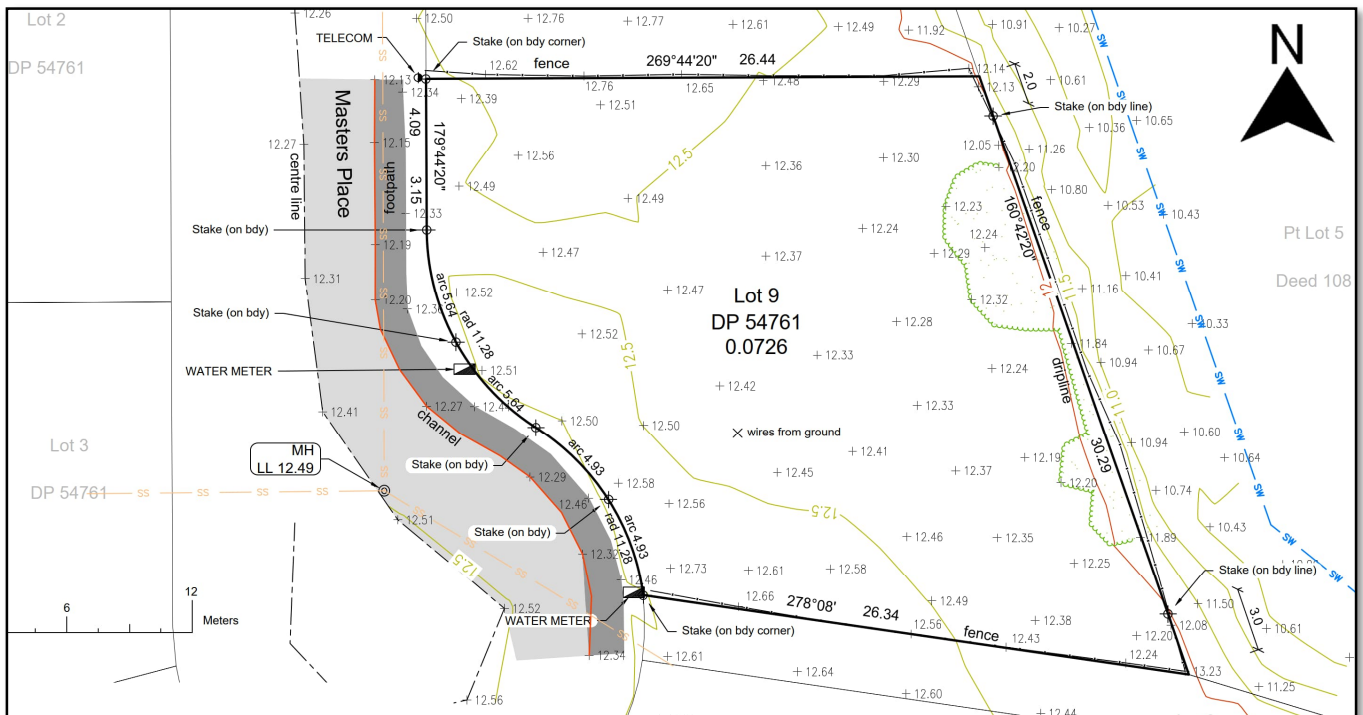 Lot 2
DP 54761
12.26
12.50
12.76
12.77
12.61
12.49
11.92
10.91
10.27
TELECOM
Stake (on bdy corner)
12.62
fence
269°44'20"
26.44
12.14
2.0
10.61
N
12.13
12.34
12.39
12.76
12.51
12.65
12.48
12.29
12.13
Stake (on bdy line)
10.65
10.36
Masters Place
footpath
4.09
3.15
179°44'20"
12.27
centre line
12.15
12.56
12.5
12.36
12.30
12.05
12.20
11.26
10.80
10.53
10.43
SW
12.49
12.49
12.33
12.23
12.24
12.24
12.29
fence
160°42'20"
Pt Lot 5
Deed 108
Stake (on bdy)
12.19
12.47
12.37
12.31
12.20
12.52
12.47
12.32
11.5
11.16
10.41
SW
arc 5.64
rad 11.28
Stake (on bdy)
Lot 9
DP 54761
0.0726
12.52
12.28
12.33
12.5
10.33
10.67
11.84
10.94
WATER METER
12.51
12.42
12.24
dripline
11.0
arc 5.64
12.41
12.27
12.44
channel
12.50
12.50
12.33
wires from ground
Lot 3
DP 54761
MH
LL 12.49
Stake (on bdy)
arc 4.93
12.41
12.45
12.37
12.19
12.20
10.94
10.60
10.64
30.29
SS
SS
SS
12.29
12.46
12.58
12.56
12.5
10.74
10.43
12.51
Stake (on bdy)
rad 11.28
arc 4.93
12.46
12.35
11.89
SW
12.5
12.32
12.46
12.73
12.61
12.58
12.25
Stake (on bdy line)
6
12
Meters
12.52
WATER METER
12.66
278°08'
26.34
12.49
11.50
3.0
Stake (on bdy corner)
12.56
fence
12.43
12.38
12.20
12.08
10.61
12.34
12.61
12.64
12.24
13.23
12.56
12.60
12.44
11.25